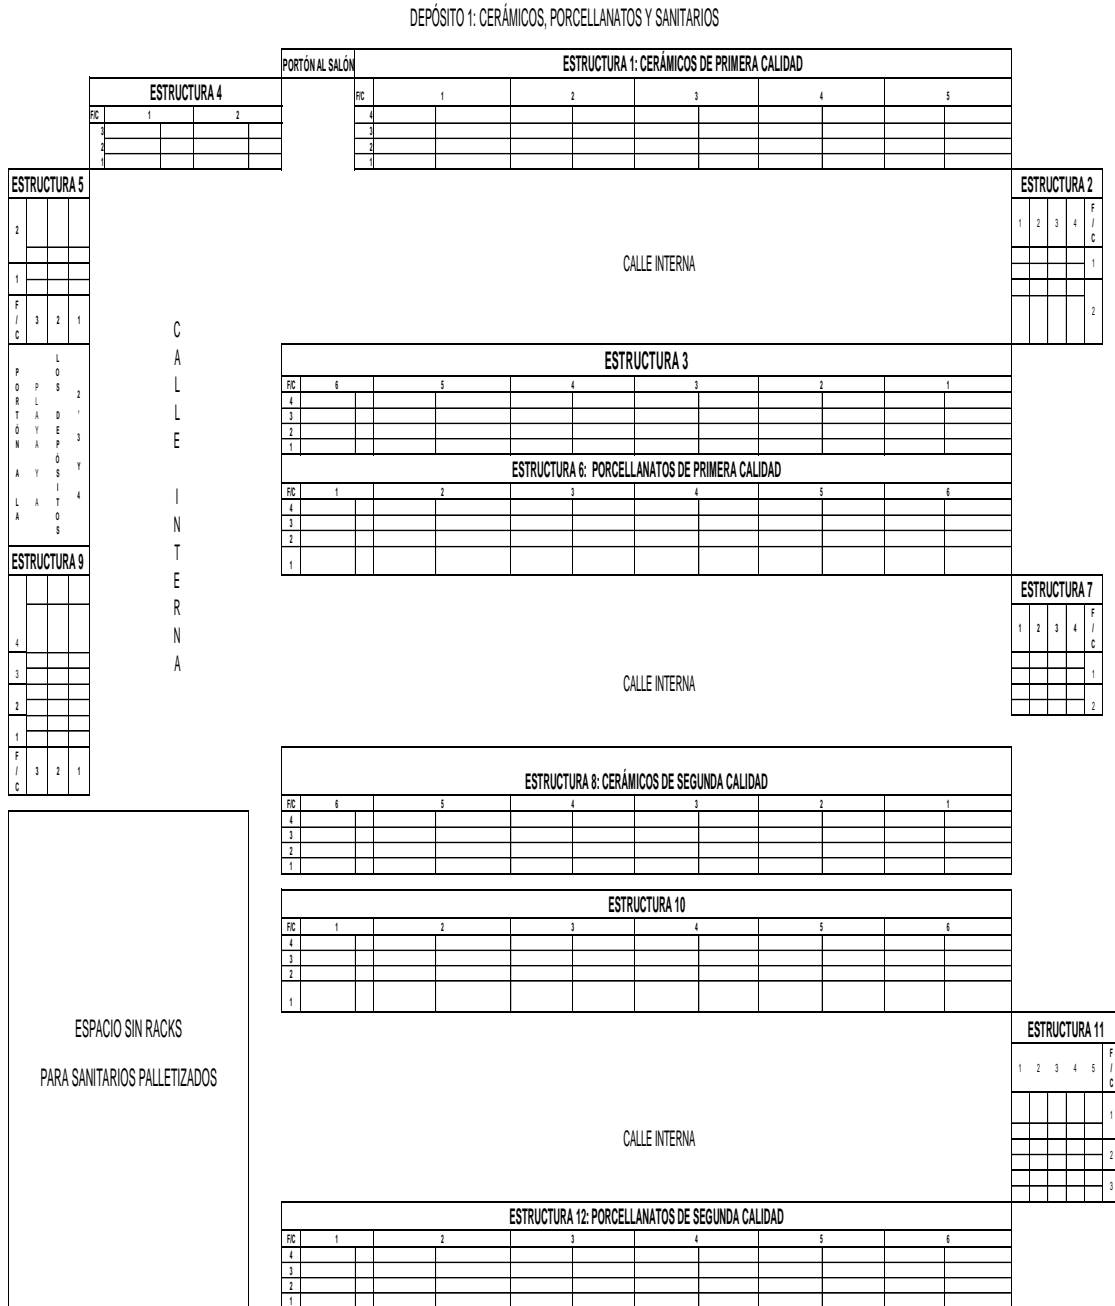 DEPÓSITO 1: CERÁMICOS, PORCELLANATOS Y SANITARIOS
PORTÓN AL SALÓN
ESTRUCTURA 1: CERÁMICOS DE PRIMERA CALIDAD
F/C 1 2 3 4 5
4
3
2
1
ESTRUCTURA 4
F/C 1 2
3
2
1
ESTRUCTURA 5
2
1
F/C 3 2 1
ESTRUCTURA 2
1 2 3 4 F/C
1
2
CALLE INTERNA
CALLE INTERNA
PORTÓN A LA
PLAYA Y A
LOS DEPÓSITOS
2, 3 Y 4
ESTRUCTURA 3
F/C 6 5 4 3 2 1
4
3
2
1
ESTRUCTURA 6: PORCELLANATOS DE PRIMERA CALIDAD
F/C 1 2 3 4 5 6
4
3
2
1
ESTRUCTURA 9
4
3
2
1
F/C 3 2 1
ESTRUCTURA 7
1 2 3 4 F/C
1
2
CALLE INTERNA
ESTRUCTURA 8: CERÁMICOS DE SEGUNDA CALIDAD
F/C 6 5 4 3 2 1
4
3
2
1
ESTRUCTURA 10
F/C 1 2 3 4 5 6
4
3
2
1
ESPACIO SIN RACKS
PARA SANITARIOS PALLETIZADOS
ESTRUCTURA 11
1 2 3 4 5 F/C
1
2
3
CALLE INTERNA
ESTRUCTURA 12: PORCELLANATOS DE SEGUNDA CALIDAD
F/C 1 2 3 4 5 6
4
3
2
1